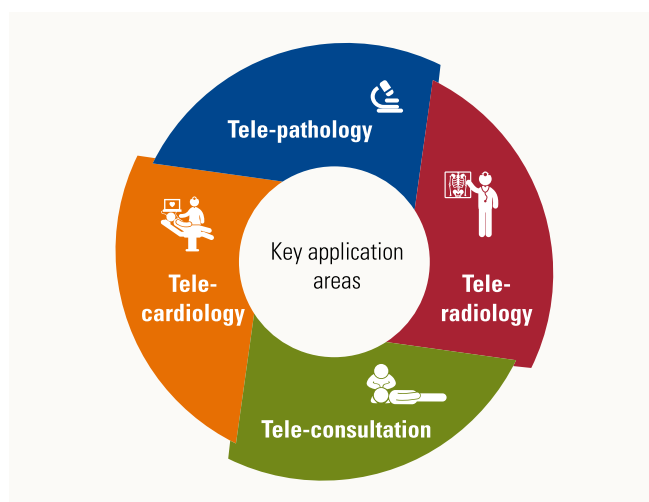 Tele-pathology
Key application
areas
Tele-
cardiology
Tele-
radiology
Tele-consultation